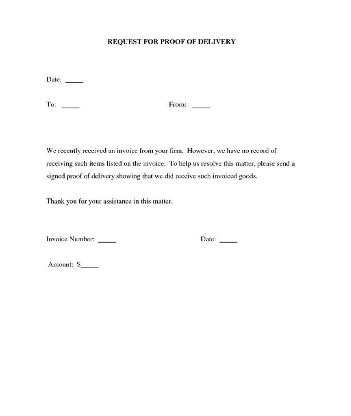 REQUEST FOR PROOF OF DELIVERY
Date: _____
To: _____ From: _____
We recently received an invoice from your firm. However, we have no record of
receiving such items listed on the invoice. To help us resolve this matter, please send a
signed proof of delivery showing that we did receive such invoiced goods.
Thank you for your assistance in this matter.
Invoice Number: _____ Date: _____
Amount: $_____